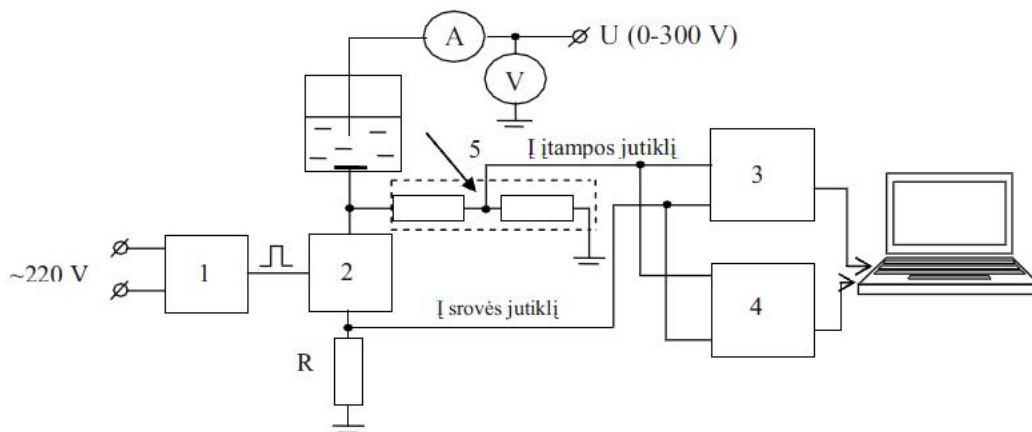 A
U (0-300 V)
V
5
Į įtampos jutiklį
3
~220 V
1
2
Į srovės jutiklį
4
R